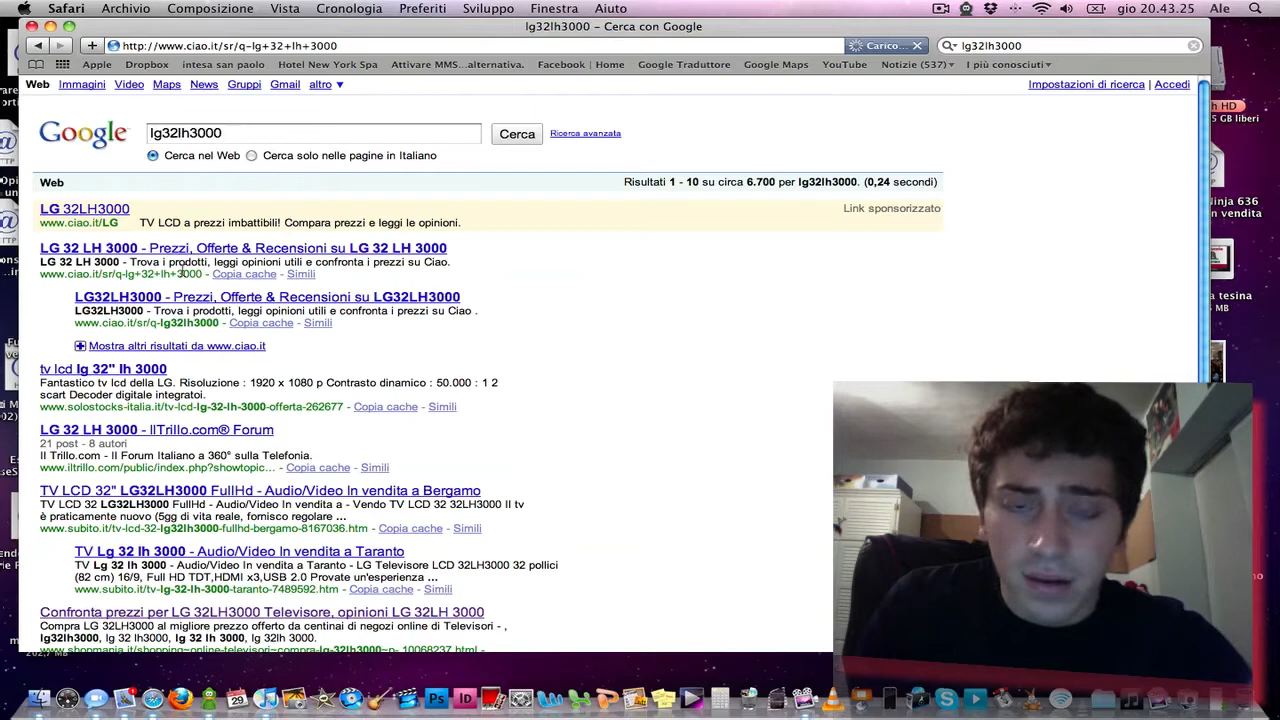 Safari Archivio Composizione Vista Cronologia Preferiti Sviluppo Finestra Aiuto gio 20.43.25 Ale
lg32lh3000 - Cerca con Google
http://www.ciao.it/sr/q-lg+32+lh+3000 Carico... lg32lh3000
Apple Dropbox intesa san paolo Hotel New York Spa Attivare MMS...alternativa. Facebook | Home Google Traduttore Google Maps YouTube Notizie (537) I più conosciuti
Web Immagini Video Maps News Gruppi Gmail altro Impostazioni di ricerca | Accedi
Google lg32lh3000 Cerca Ricerca avanzata
Cerca nel Web Cerca solo nelle pagine in Italiano
Web Risultati 1 - 10 su circa 6.700 per lg32lh3000. (0,24 secondi)
LG 32LH3000 Link sponsorizzato
www.ciao.it/LG TV LCD a prezzi imbattibili! Compara prezzi e leggi le opinioni.
LG 32 LH 3000 - Prezzi, Offerte & Recensioni su LG 32 LH 3000
LG 32 LH 3000 - Trova i prodotti, leggi opinioni utili e confronta i prezzi su Ciao.
www.ciao.it/sr/q-lg+32+lh+3000 - Copia cache - Simili
LG32LH3000 - Prezzi, Offerte & Recensioni su LG32LH3000
LG32LH3000 - Trova i prodotti, leggi opinioni utili e confronta i prezzi su Ciao .
www.ciao.it/sr/q-lg32lh3000 - Copia cache - Simili
Mostra altri risultati da www.ciao.it
tv lcd lg 32" lh 3000
Fantastico tv lcd della LG. Risoluzione : 1920 x 1080 p Contrasto dinamico : 50.000 : 1 2
scart Decoder digitale integratoi.
www.solostocks-italia.it/tv-lcd-lg-32-lh-3000-offerta-262677 - Copia cache - Simili
LG 32 LH 3000 - IlTrillo.com® Forum
21 post - 8 autori
Il Trillo.com - Il Forum Italiano a 360° sulla Telefonia.
www.iltrillo.com/public/index.php?showtopic... - Copia cache - Simili
TV LCD 32" LG32LH3000 FullHd - Audio/Video In vendita a Bergamo
TV LCD 32 LG32LH3000 FullHd - Audio/Video In vendita a - Vendo TV LCD 32 32LH3000 Il tv
è praticamente nuovo (5gg di vita reale, fornisco regolare ...
www.subito.it/tv-lcd-32-lg32lh3000-fullhd-bergamo-8167036.htm - Copia cache - Simili
TV Lg 32 lh 3000 - Audio/Video In vendita a Taranto
TV Lg 32 lh 3000 - Audio/Video In vendita a Taranto - LG Televisore LCD 32LH3000 32 pollici
(82 cm) 16/9, Full HD TDT,HDMI x3,USB 2.0 Provate un'esperienza ...
www.subito.it/tv-lg-32-lh-3000-taranto-7489592.htm - Copia cache - Simili
Confronta prezzi per LG 32LH3000 Televisore, opinioni LG 32LH 3000
Compra LG 32LH3000 al migliore prezzo offerto da centinai di negozi online di Televisori - ,
lg32lh3000, lg 32 lh3000, lg 32 lh 3000, lg 32lh 3000.
www.shopmania.it/shopping~online-televisori~compra-lg-32lh3000~p-10068237.html -